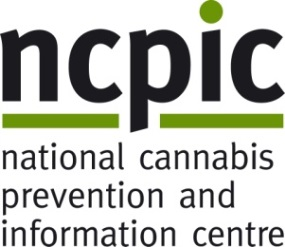 ncpic
national cannabis
prevention and
information centre